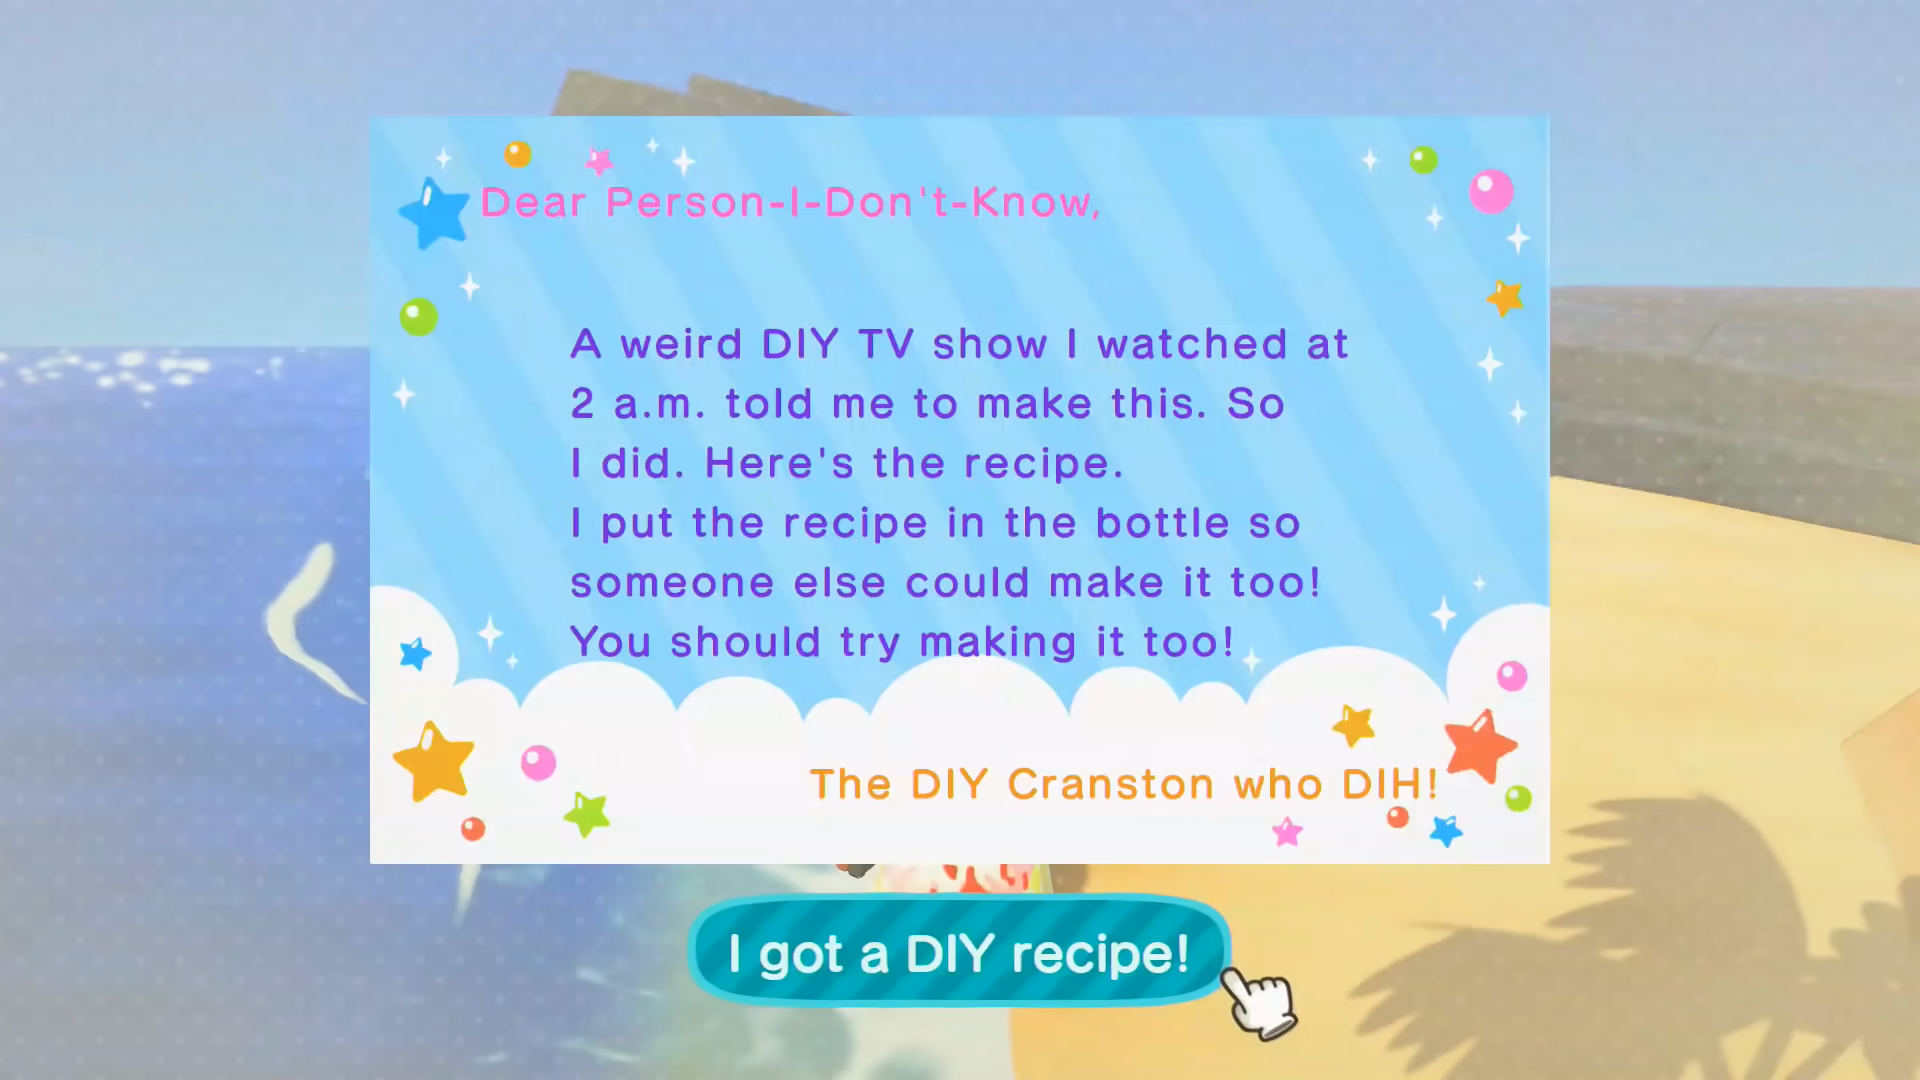 Dear Person-I-Don't-Know,
A weird DIY TV show I watched at
2 a.m. told me to make this. So
I did. Here's the recipe.
I put the recipe in the bottle so
someone else could make it too!
You should try making it too!
The DIY Cranston who DIH!
I got a DIY recipe!